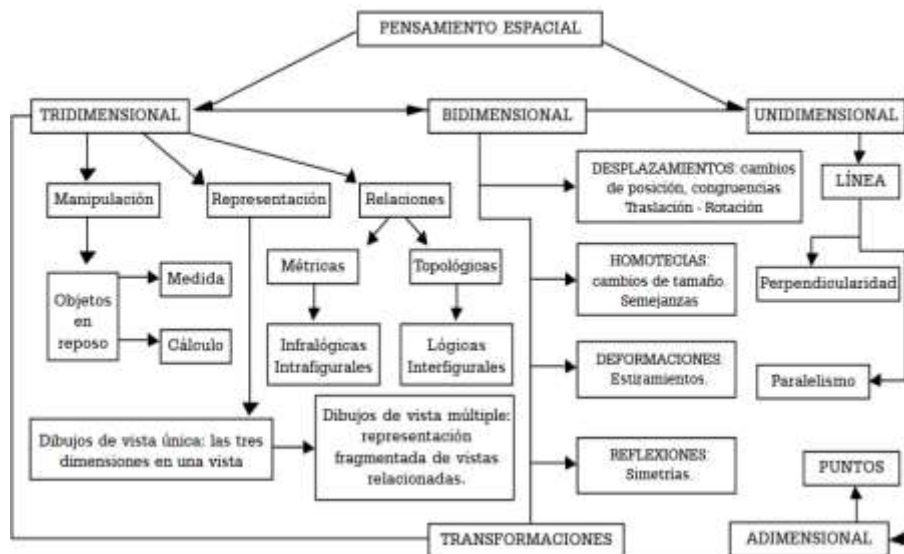 PENSAMIENTO ESPACIAL
TRIDIMENSIONAL
BIDIMENSIONAL
UNIDIMENSIONAL
Manipulación
Representación
Relaciones
DESPLAZAMIENTOS: cambios
de posición, congruencias
Traslación - Rotación
LÍNEA
Métricas
Topológicas
Objetos
en
reposo
Medida
Cálculo
HOMOTECIAS:
cambios de tamaño.
Semejanzas
Perpendicularidad
Infralógicas
Intrafigurales
Lógicas
Interfigurales
DEFORMACIONES:
Estiramientos.
Paralelismo
Dibujos de vista única: las tres
dimensiones en una vista
Dibujos de vista múltiple:
representación
fragmentada de vistas
relacionadas.
REFLEXIONES:
Simetrías.
PUNTOS
TRANSFORMACIONES
ADIMENSIONAL